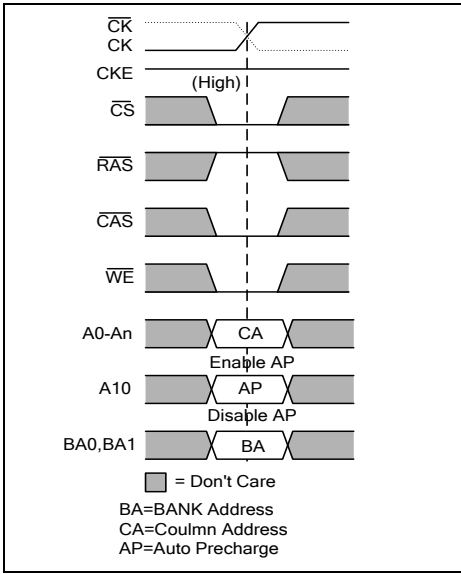 CK
CK
CKE
(High)
CS
RAS
CAS
WE
A0-An
CA
Enable AP
A10
AP
Disable AP
BA0,BA1
BA
= Don't Care
BA=BANK Address
CA=Coulmn Address
AP=Auto Precharge